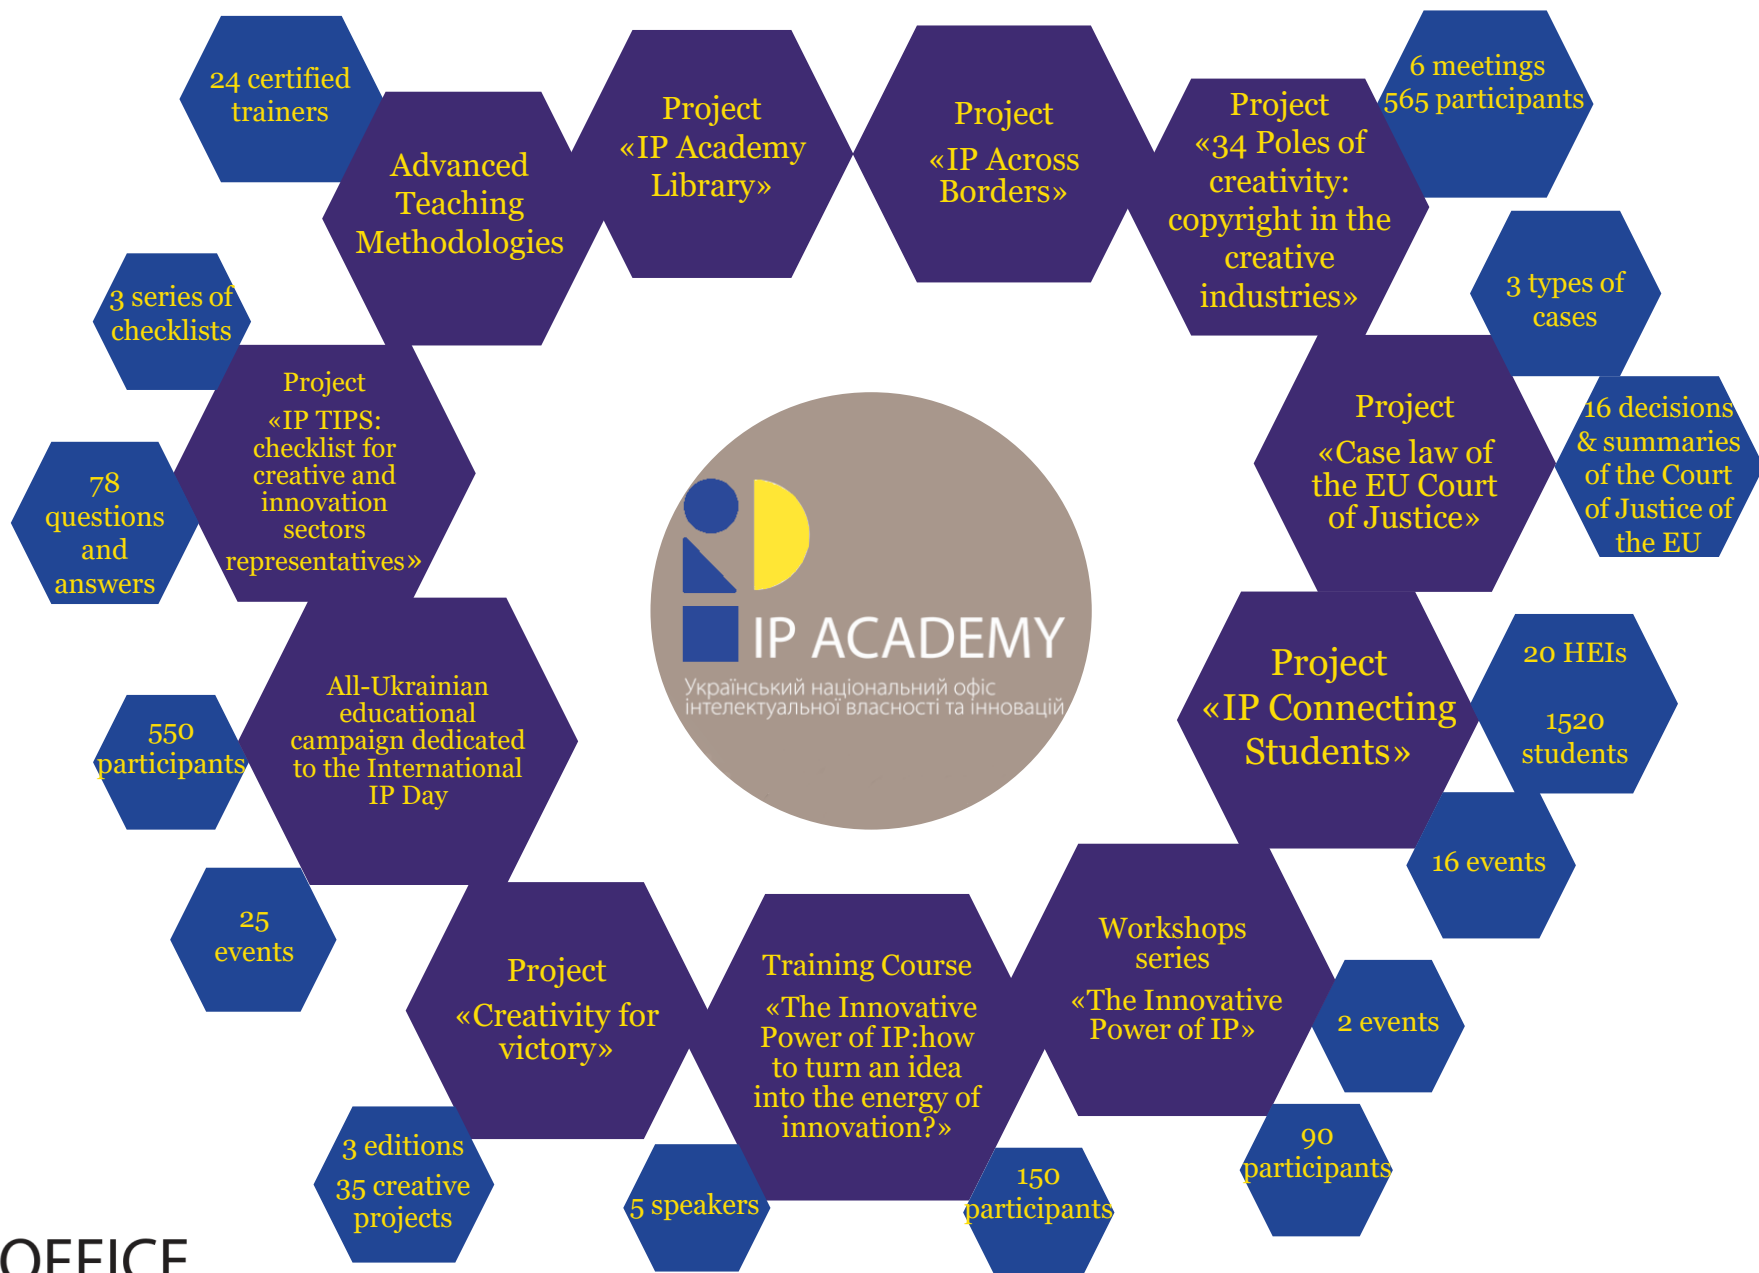 24 certified
trainers
Advanced
Teaching
Methodologies
Project
«IP Academy
Library»
Project
«IP Across
Borders»
Project
«34 Poles of
creativity:
copyright in the
creative
industries»
6 meetings
565 participants
3 types of
cases
Project
«Case law of
the EU Court
of Justice»
16 decisions
& summaries
of the Court
of Justice of
the EU
Project
«IP Connecting
Students»
20 HEIs
1520
students
16 events
Workshops
series
«The Innovative
Power of IP»
2 events
90
participants
Training Course
«The Innovative
Power of IP:how
to turn an idea
into the energy of
innovation?»
150
participants
5 speakers
Project
«Creativity for
victory»
3 editions
35 creative
projects
All-Ukrainian
educational
campaign dedicated
to the International
IP Day
550
participants
25
events
Project
«IP TIPS:
checklist for
creative and
innovation
sectors
representatives»
3 series of
checklists
78
questions
and
answers
IP ACADEMY
Український національний офіс
інтелектуальної власності та інновацій
OFFICE